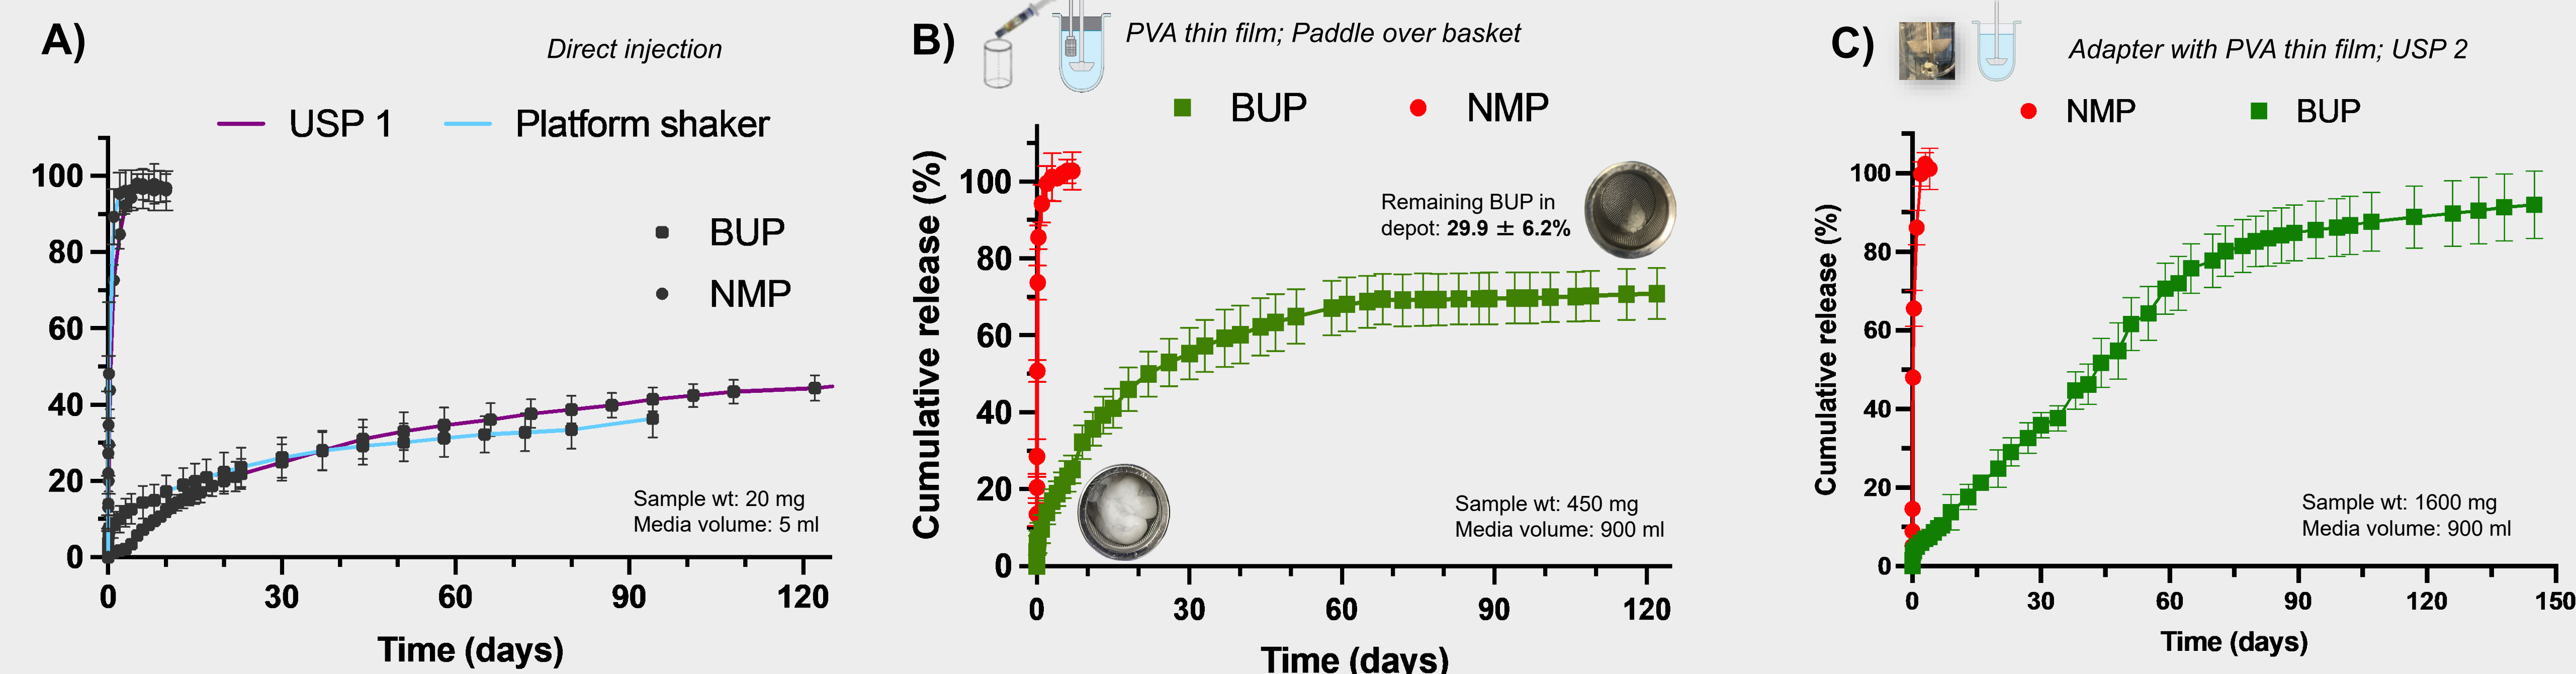 A)
Direct injection
USP 1
Platform shaker
BUP
NMP
100
80
60
40
20
0
Sample wt: 20 mg
Media volume: 5 ml
0 30 60 90 120
Time (days)
B)
PVA thin film; Paddle over basket
BUP NMP
Cumulative release (%)
100
80
60
40
20
0
Remaining BUP in
depot: 29.9 ± 6.2%
Sample wt: 450 mg
Media volume: 900 ml
0 30 60 90 120
Time (days)
C)
Adapter with PVA thin film; USP 2
NMP BUP
Cumulative release (%)
100
80
60
40
20
0
Sample wt: 1600 mg
Media volume: 900 ml
0 30 60 90 120 150
Time (days)